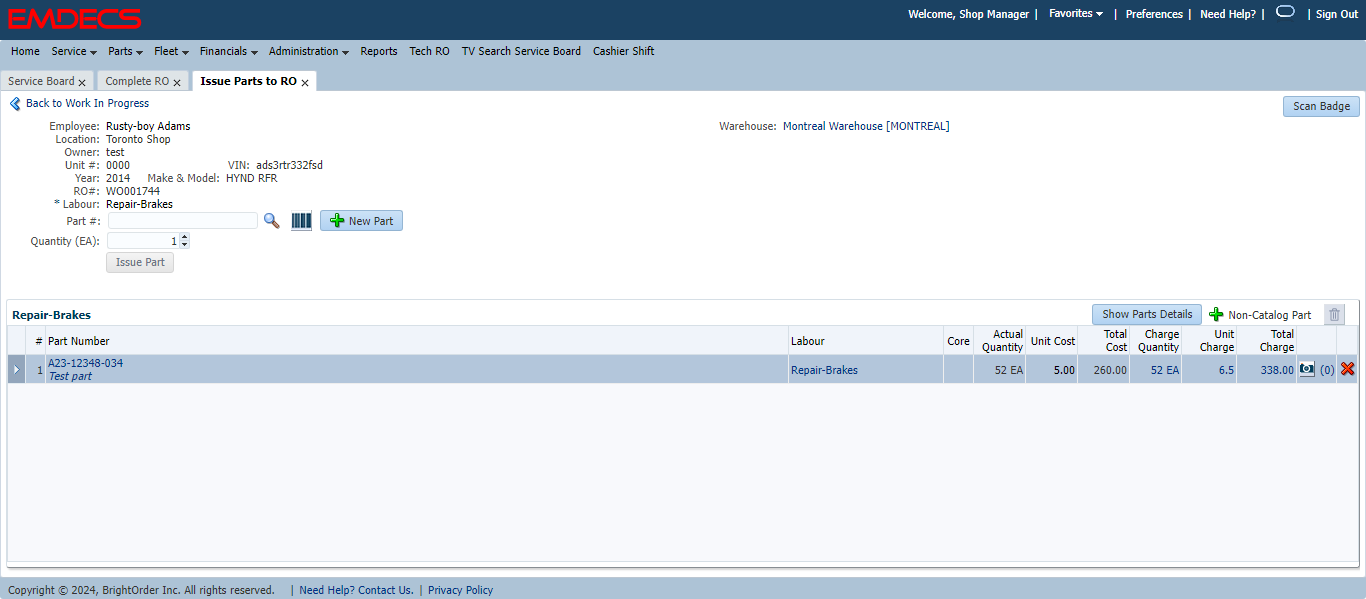 EMDECS
Welcome, Shop Manager | Favorites | Preferences | Need Help? | | Sign Out
Home Service Parts Fleet Financials Administration Reports Tech RO TV Search Service Board Cashier Shift
Service Board x Complete RO x Issue Parts to RO x
Back to Work In Progress
Scan Badge
Employee: Rusty-boy Adams Warehouse: Montreal Warehouse [MONTREAL]
Location: Toronto Shop
Owner: test
Unit #: 0000 VIN: ads3rtr332fsd
Year: 2014 Make & Model: HYND RFR
RO#: WO001744
* Labour: Repair-Brakes
Part #: New Part
Quantity (EA): 1
Issue Part
Repair-Brakes Show Parts Details Non-Catalog Part
# Part Number Labour Core Actual Quantity Unit Cost Total Cost Charge Quantity Unit Charge Total Charge
1 A23-12348-034 Repair-Brakes 52 EA 5.00 260.00 52 EA 6.5 338.00 (0)
Test part
Copyright © 2024, BrightOrder Inc. All rights reserved. | Need Help? Contact Us. | Privacy Policy